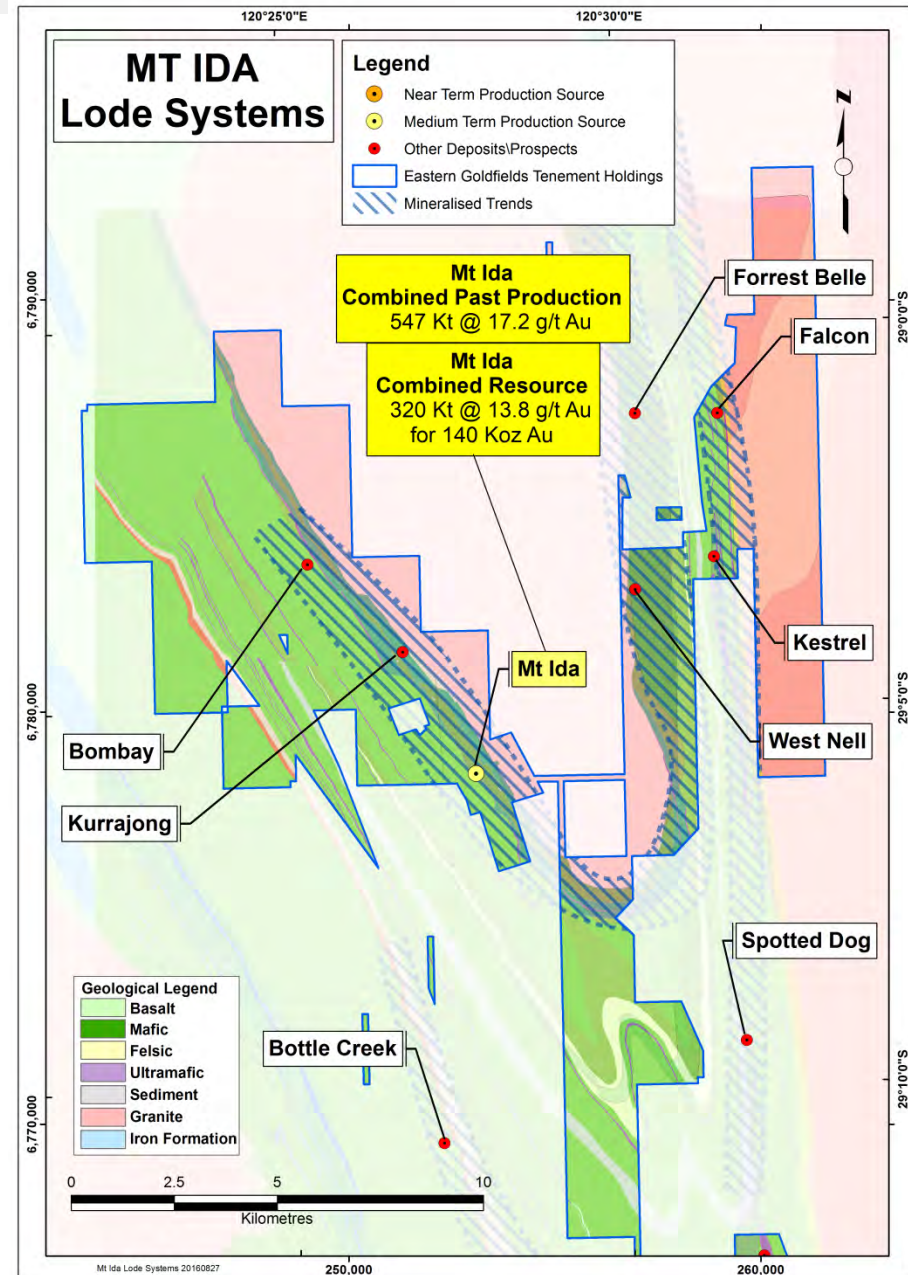 120°25'0"E
120°30'0"E
MT IDA
Lode Systems
Legend
Near Term Production Source
Medium Term Production Source
Other Deposits\Prospects
Eastern Goldfields Tenement Holdings
Mineralised Trends
N
6,790,000
29°0'0"S
Mt Ida
Combined Past Production
547 Kt @ 17.2 g/t Au
Mt Ida
Combined Resource
320 Kt @ 13.8 g/t Au
for 140 Koz Au
Forrest Belle
Falcon
Kestrel
Mt Ida
6,780,000
29°5'0"S
West Nell
Bombay
Kurrajong
Spotted Dog
Geological Legend
Basalt
Mafic
Felsic
Ultramafic
Sediment
Granite
Iron Formation
Bottle Creek
6,770,000
29°10'0"S
0 2.5 5 10
Kilometres
Mt Ida Lode Systems 20160827
250,000
260,000